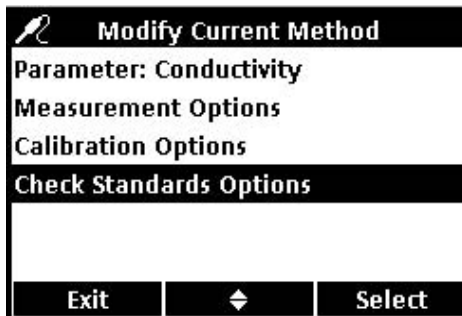 Modify Current Method
Parameter: Conductivity
Measurement Options
Calibration Options
Check Standards Options
Exit Select